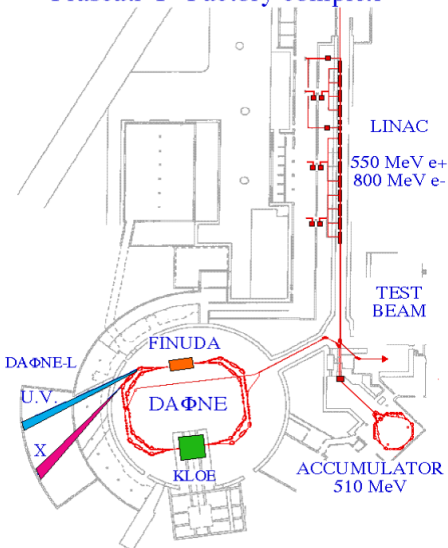 LINAC
550 MeV e+
800 MeV e-
TEST
BEAM
FINUDA
DAΦNE-L
U.V.
DAΦNE
X
KLOE
ACCUMULATOR
510 MeV